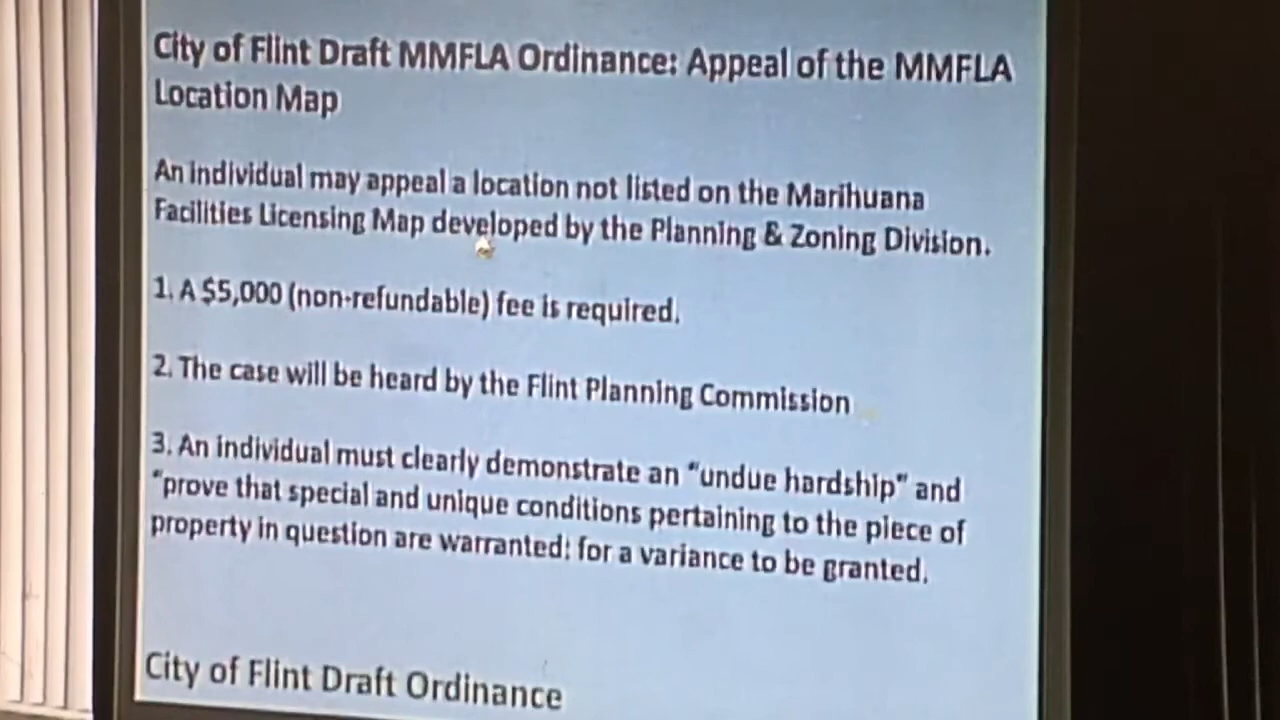 City of Flint Draft MMFLA Ordinance: Appeal of the MMFLA
Location Map
An individual may appeal a location not listed on the Marihuana
Facilities Licensing Map developed by the Planning & Zoning Division.
1. A $5,000 (non-refundable) fee is required.
2. The case will be heard by the Flint Planning Commission
3. An individual must clearly demonstrate an "undue hardship" and
"prove that special and unique conditions pertaining to the piece of
property in question are warranted: for a variance to be granted.
City of Flint Draft Ordinance